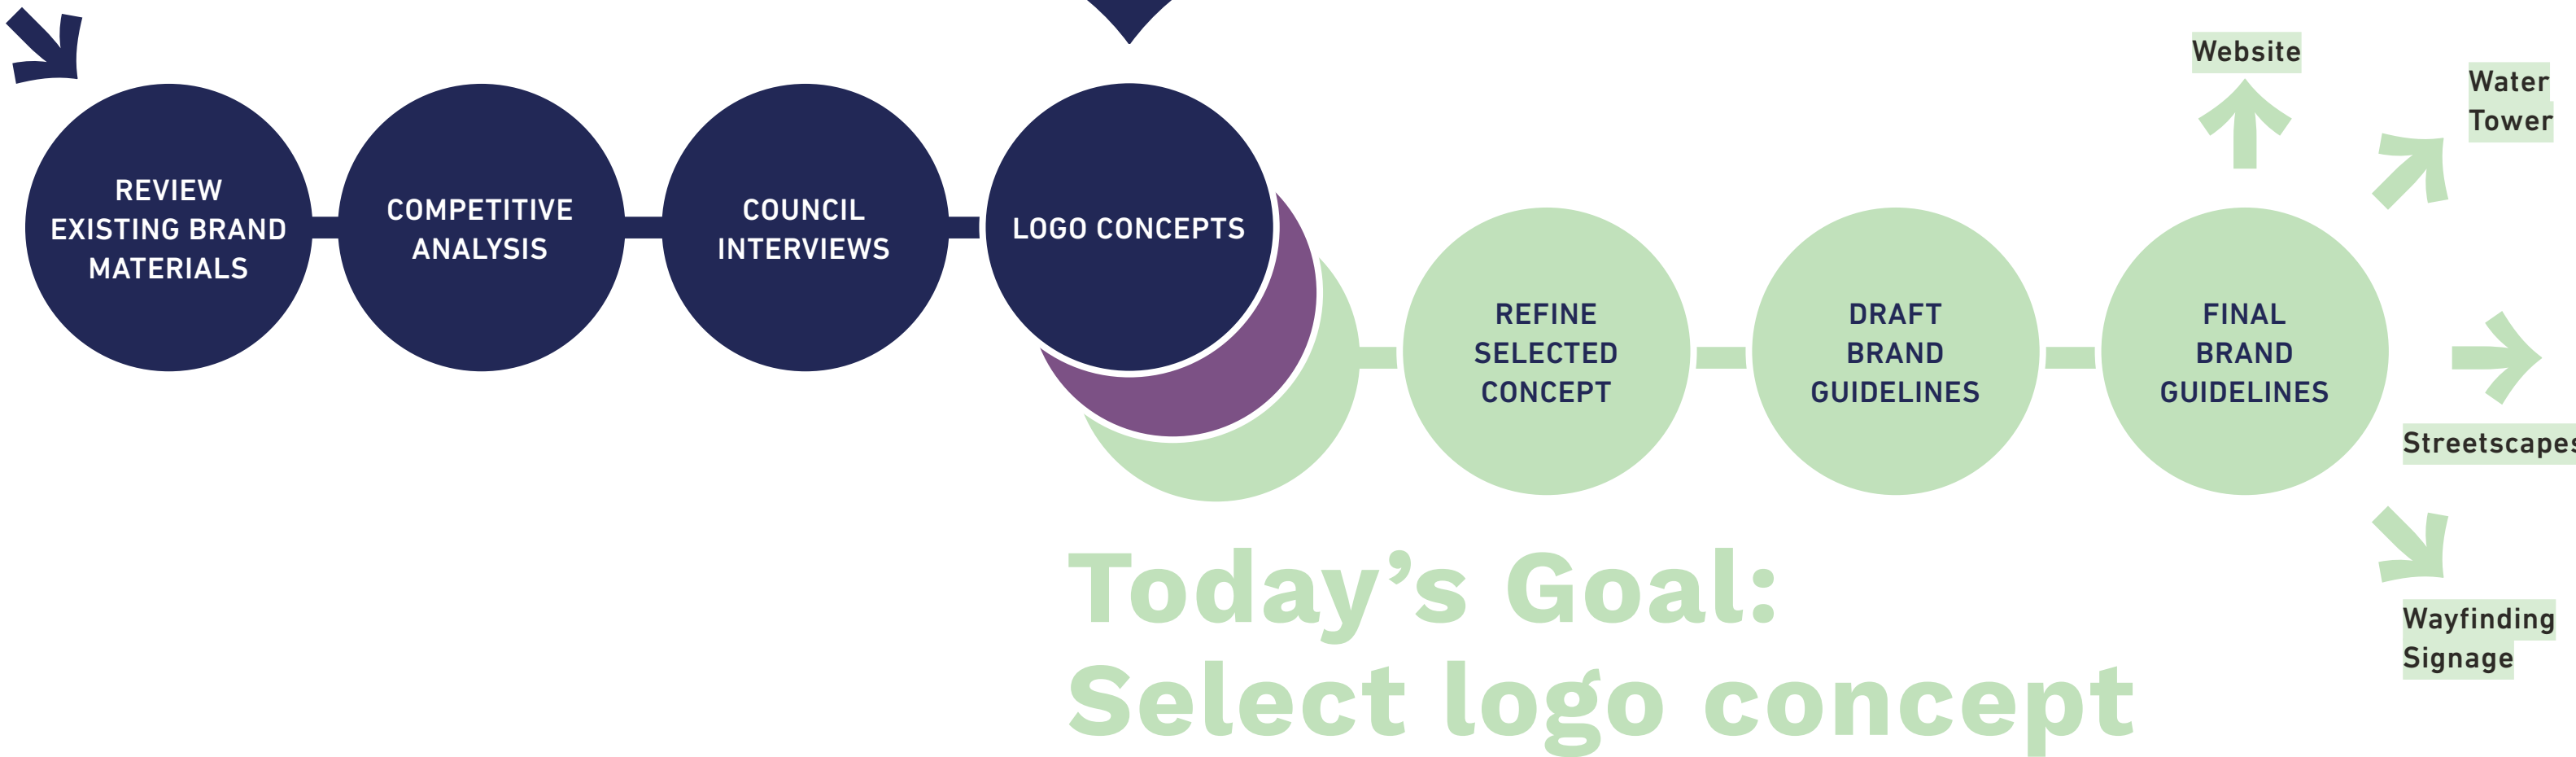 REVIEW
EXISTING BRAND
MATERIALS
COMPETITIVE
ANALYSIS
COUNCIL
INTERVIEWS
LOGO CONCEPTS
REFINE
SELECTED
CONCEPT
DRAFT
BRAND
GUIDELINES
FINAL
BRAND
GUIDELINES
Website
Water
Tower
Streetscapes
Wayfinding
Signage
Today’s Goal:
Select logo concept